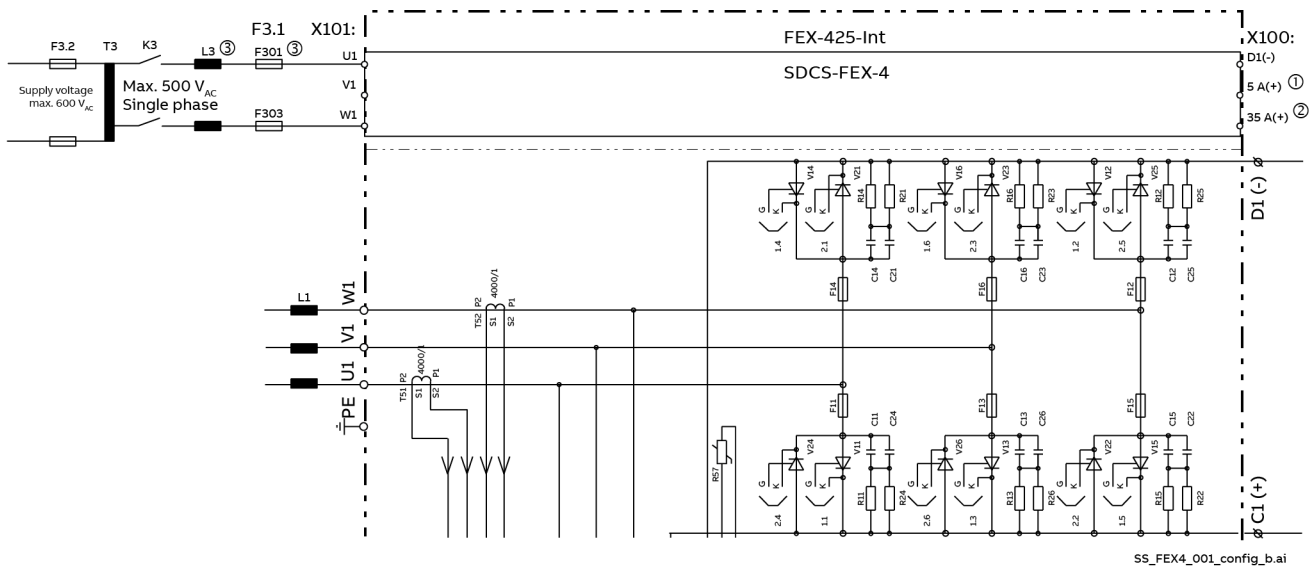 F3.1 X101:
FEX-425-Int
X100:
F3.2 T3 K3 L3 ③ F301 ③ U1
D1(-)
SDCS-FEX-4
Supply voltage
max. 600 VAC
Max. 500 VAC
Single phase
V1
5 A(+) ①
F303 W1
35 A(+) ②
V14 V21 V16 V23 V12 V25
R14 R21 R16 R23 R12 R25
G K G K G K G K G K G K
1.4 2.1 1.6 2.3 1.2 2.5
C14 C21 C16 C23 C12 C25
D1 (-)
F14 F16 F12
L1 W1
4000/1
P2 P1
T52 S1 S2
V1
U1
4000/1
P2 P1
T51 S1 S2
PE
F11 F13 F15
C11 C24 C13 C26 C15 C22
V24 V11 V26 V13 V22 V15
R57
G K G K G K G K G K G K
R11 R24 R13 R26 R15 R22
2.4 1.1 2.6 1.3 2.2 1.5
C1 (+)
SS_FEX4_001_config_b.ai